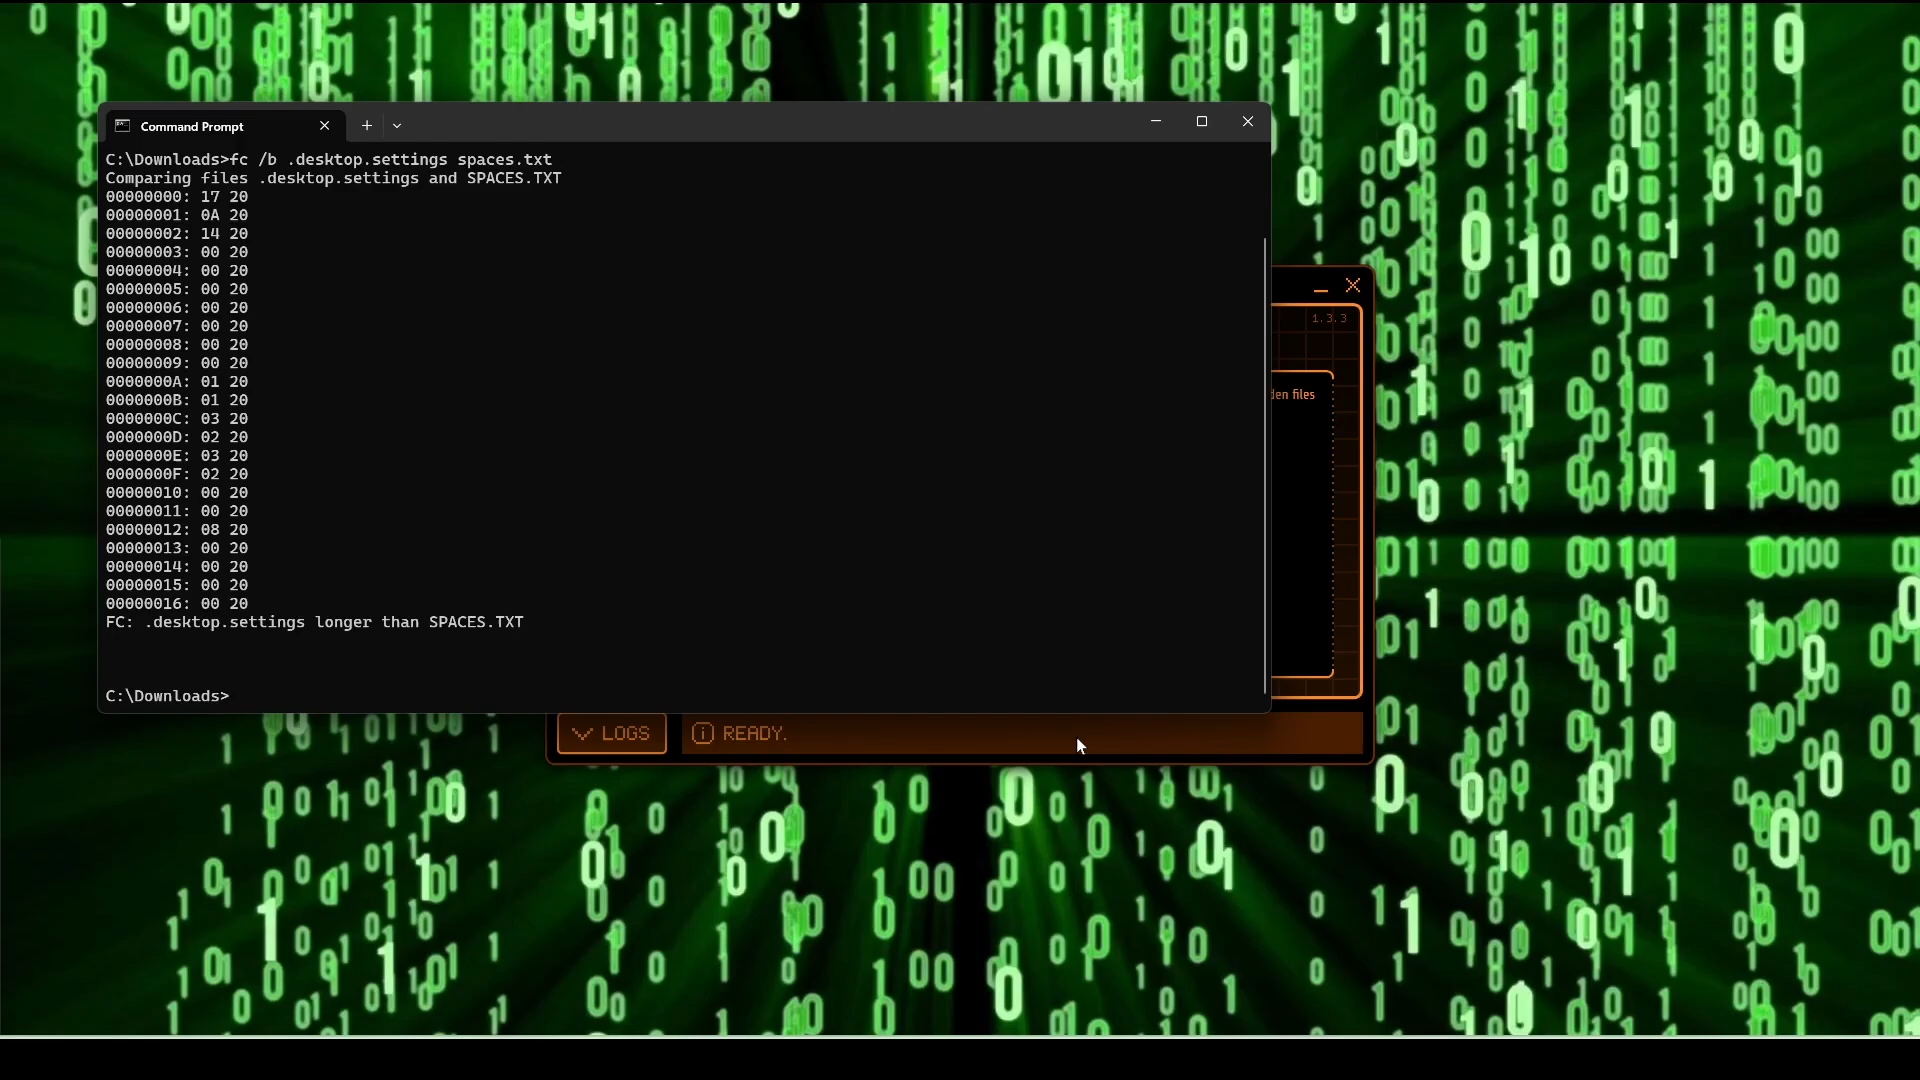 Command Prompt
C:\Downloads>fc /b .desktop.settings spaces.txt
Comparing files .desktop.settings and SPACES.TXT
00000000: 17 20
00000001: 0A 20
00000002: 14 20
00000003: 00 20
00000004: 00 20
00000005: 00 20
00000006: 00 20
00000007: 00 20
00000008: 00 20
00000009: 00 20
0000000A: 01 20
0000000B: 01 20
0000000C: 03 20
0000000D: 02 20
0000000E: 03 20
0000000F: 02 20
00000010: 00 20
00000011: 00 20
00000012: 08 20
00000013: 00 20
00000014: 00 20
00000015: 00 20
00000016: 00 20
FC: .desktop.settings longer than SPACES.TXT
C:\Downloads>
1.3.3
den files
LOGS
READY.